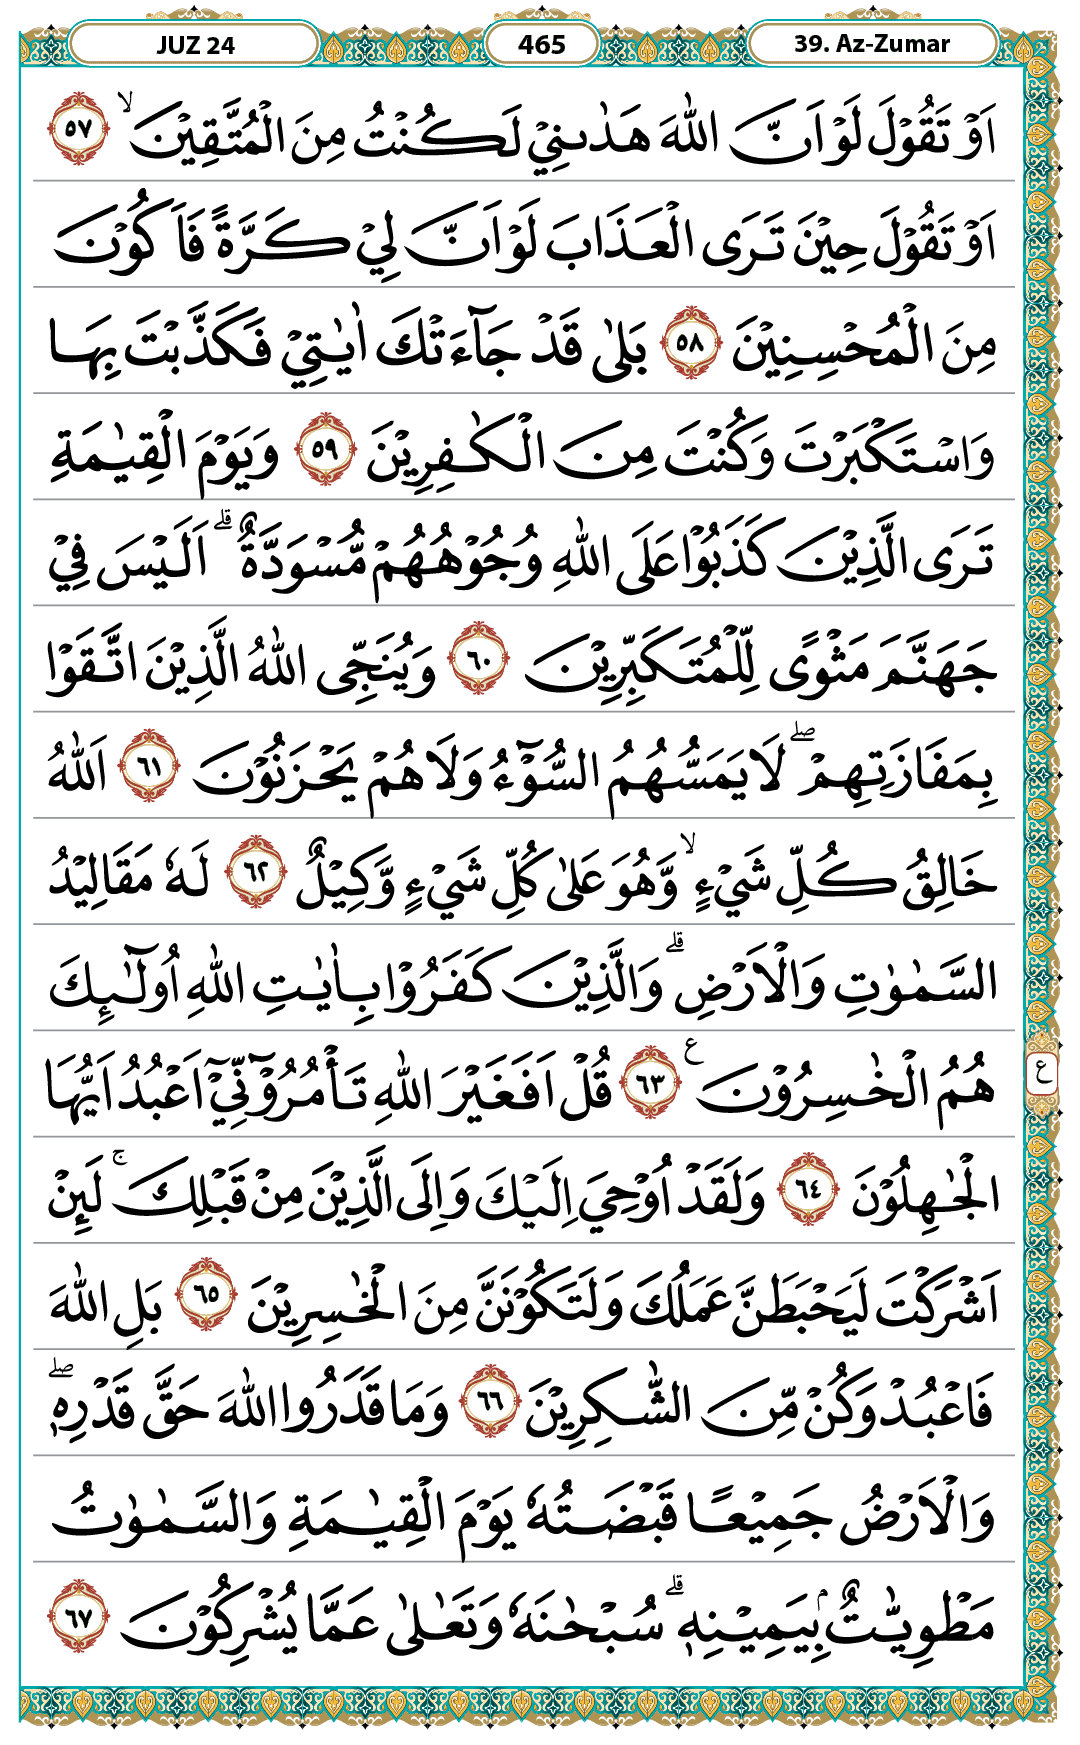 JUZ 24
465
39. Az-Zumar
اَوْ تَقُوْلَ لَوْ اَنَّ اللّٰهَ هَدٰىنِيْ لَكُنْتُ مِنَ الْمُتَّقِيْنَ ۙ ٥٧
اَوْ تَقُوْلَ حِيْنَ تَرَى الْعَذَابَ لَوْ اَنَّ لِيْ كَرَّةً فَاَكُوْنَ
مِنَ الْمُحْسِنِيْنَ ٥٨ بَلٰى قَدْ جَاۤءَتْكَ اٰيٰتِيْ فَكَذَّبْتَ بِهَا
وَاسْتَكْبَرْتَ وَكُنْتَ مِنَ الْكٰفِرِيْنَ ٥٩ وَيَوْمَ الْقِيٰمَةِ
تَرَى الَّذِيْنَ كَذَبُوْا عَلَى اللّٰهِ وُجُوْهُهُمْ مُّسْوَدَّةٌ ۗ اَلَيْسَ فِيْ
جَهَنَّمَ مَثْوًى لِّلْمُتَكَبِّرِيْنَ ٦٠ وَيُنَجِّى اللّٰهُ الَّذِيْنَ اتَّقَوْا
بِمَفَازَتِهِمْ ۖ لَا يَمَسُّهُمُ السُّوْۤءُ وَلَا هُمْ يَحْزَنُوْنَ ٦١ اَللّٰهُ
خَالِقُ كُلِّ شَيْءٍ ۙ وَّهُوَ عَلٰى كُلِّ شَيْءٍ وَّكِيْلٌ ٦٢ لَهٗ مَقَالِيْدُ
السَّمٰوٰتِ وَالْاَرْضِ ۗ وَالَّذِيْنَ كَفَرُوْا بِاٰيٰتِ اللّٰهِ اُولٰۤىِٕكَ
هُمُ الْخٰسِرُوْنَ ࣖ ٦٣ قُلْ اَفَغَيْرَ اللّٰهِ تَأْمُرُوْۤنِّيْٓ اَعْبُدُ اَيُّهَا
ع
الْجٰهِلُوْنَ ٦٤ وَلَقَدْ اُوْحِيَ اِلَيْكَ وَاِلَى الَّذِيْنَ مِنْ قَبْلِكَ ۚ لَىِٕنْ
اَشْرَكْتَ لَيَحْبَطَنَّ عَمَلُكَ وَلَتَكُوْنَنَّ مِنَ الْخٰسِرِيْنَ ٦٥ بَلِ اللّٰهَ
فَاعْبُدْ وَكُنْ مِّنَ الشّٰكِرِيْنَ ٦٦ وَمَا قَدَرُوا اللّٰهَ حَقَّ قَدْرِهٖ ۖ
وَالْاَرْضُ جَمِيْعًا قَبْضَتُهٗ يَوْمَ الْقِيٰمَةِ وَالسَّمٰوٰتُ
مَطْوِيّٰتٌۢ بِيَمِيْنِهٖ ۗ سُبْحٰنَهٗ وَتَعٰلٰى عَمَّا يُشْرِكُوْنَ ٦٧